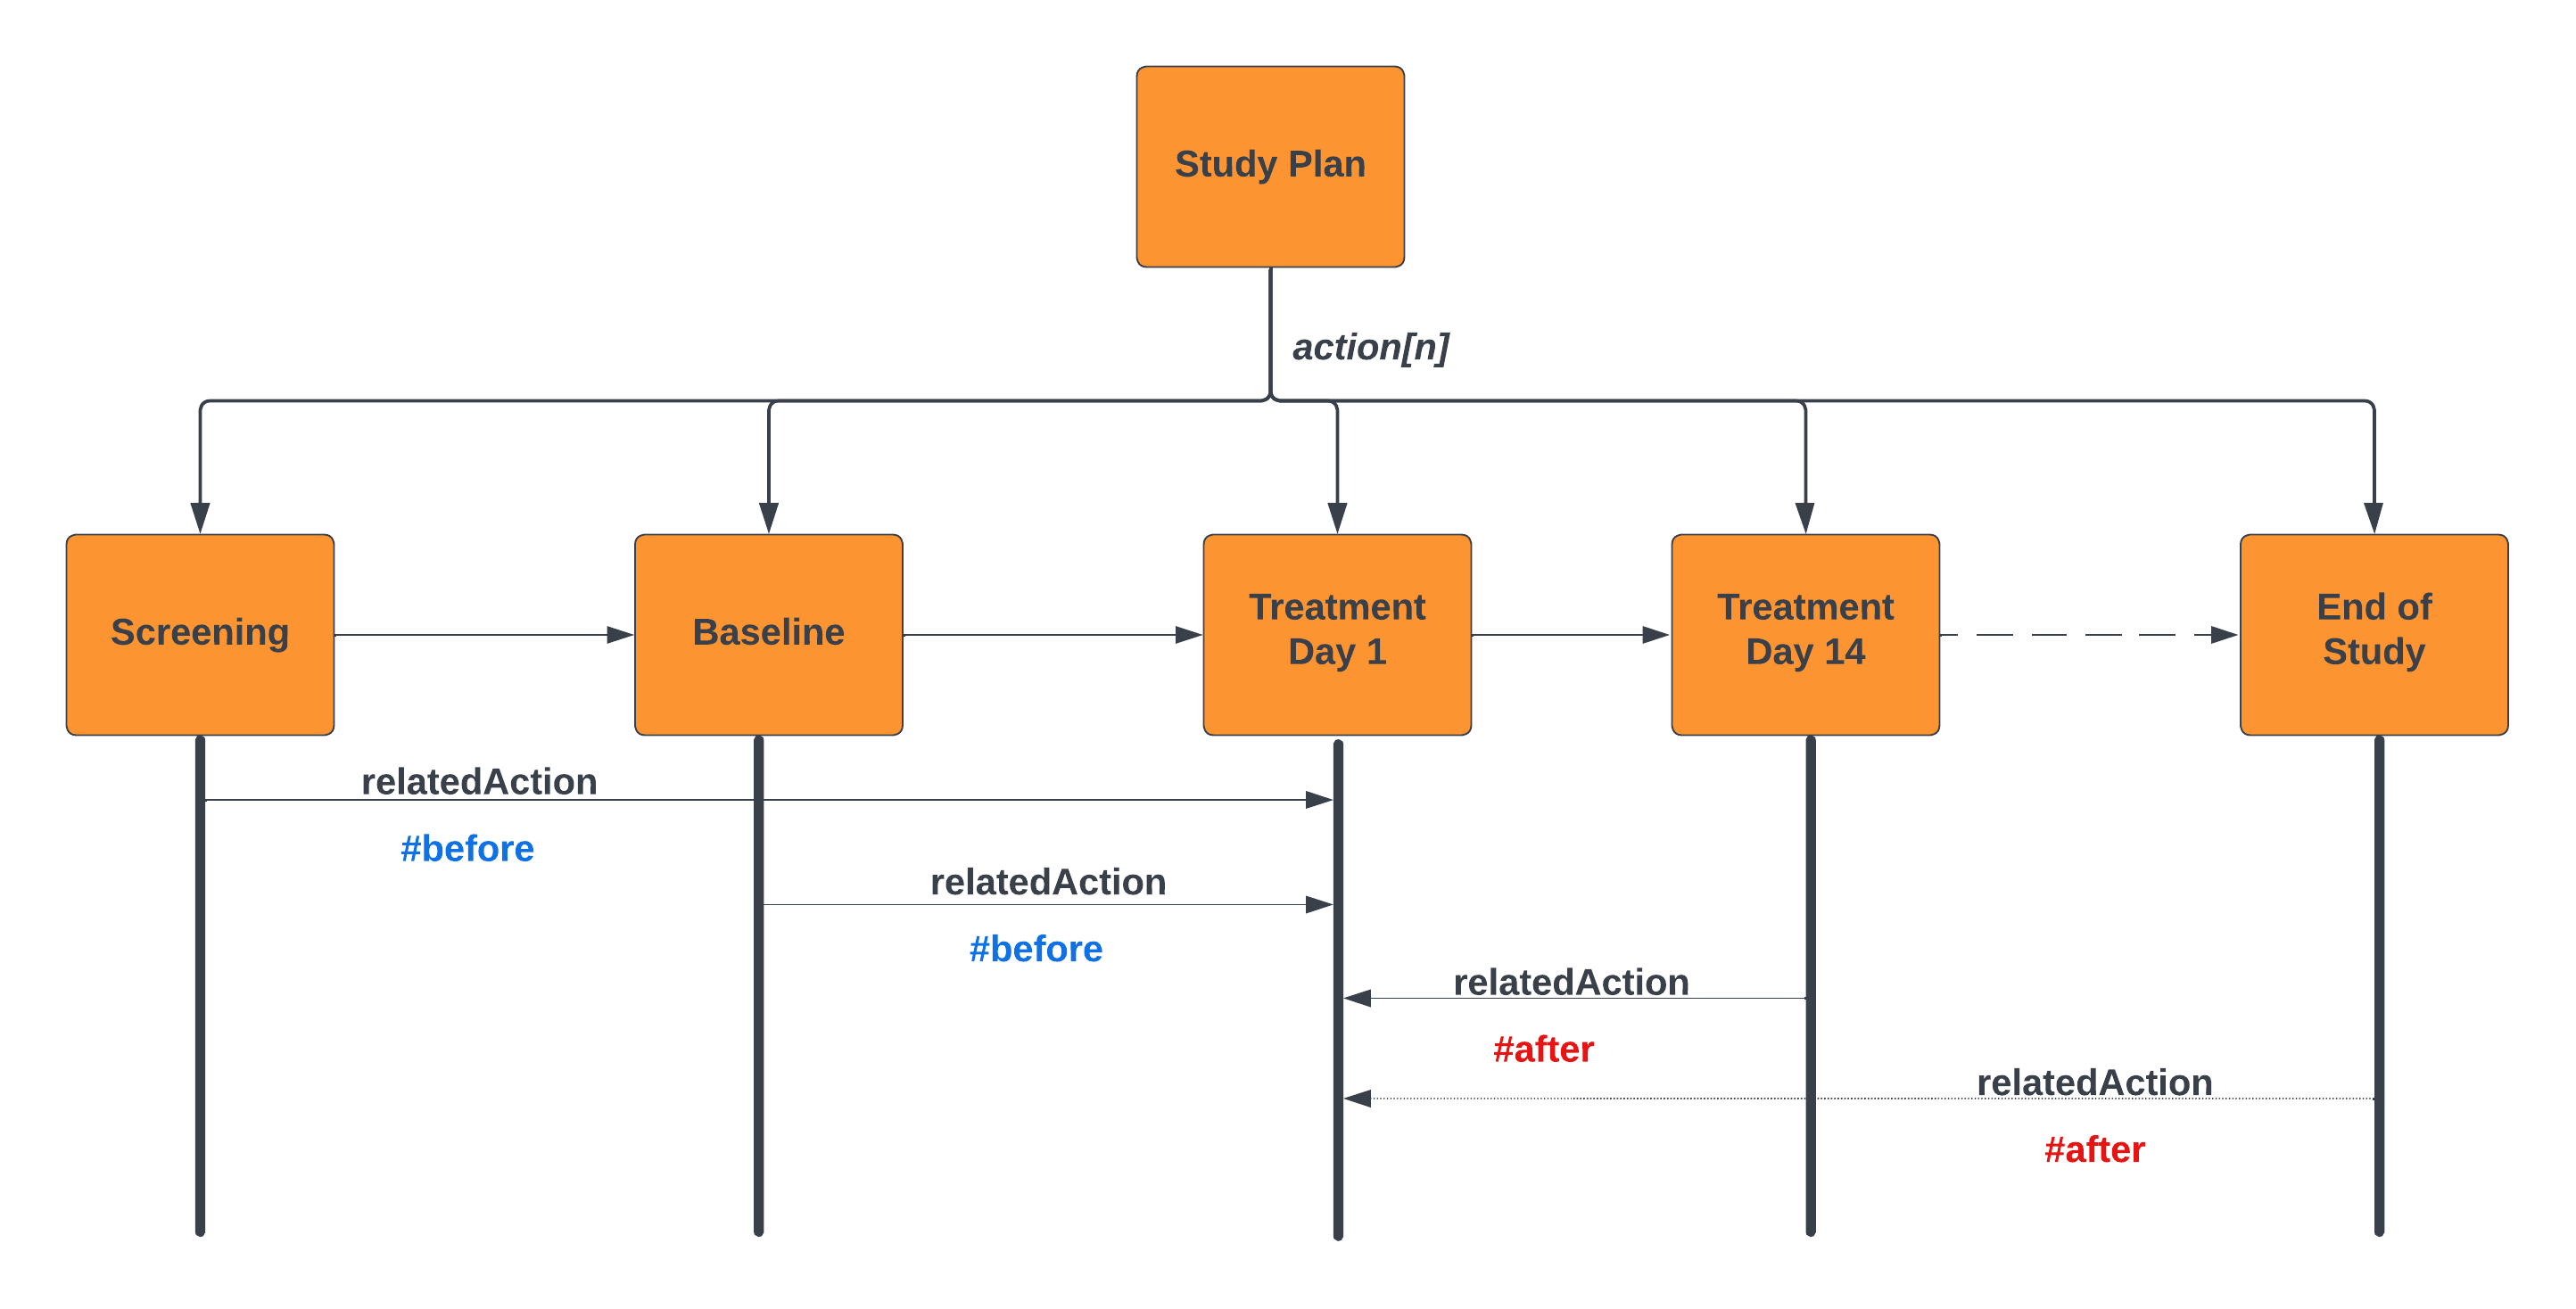 Study Plan
action[n]
Screening
Baseline
Treatment
Day 1
Treatment
Day 14
End of
Study
relatedAction
#before
relatedAction
#before
relatedAction
#after
relatedAction
#after